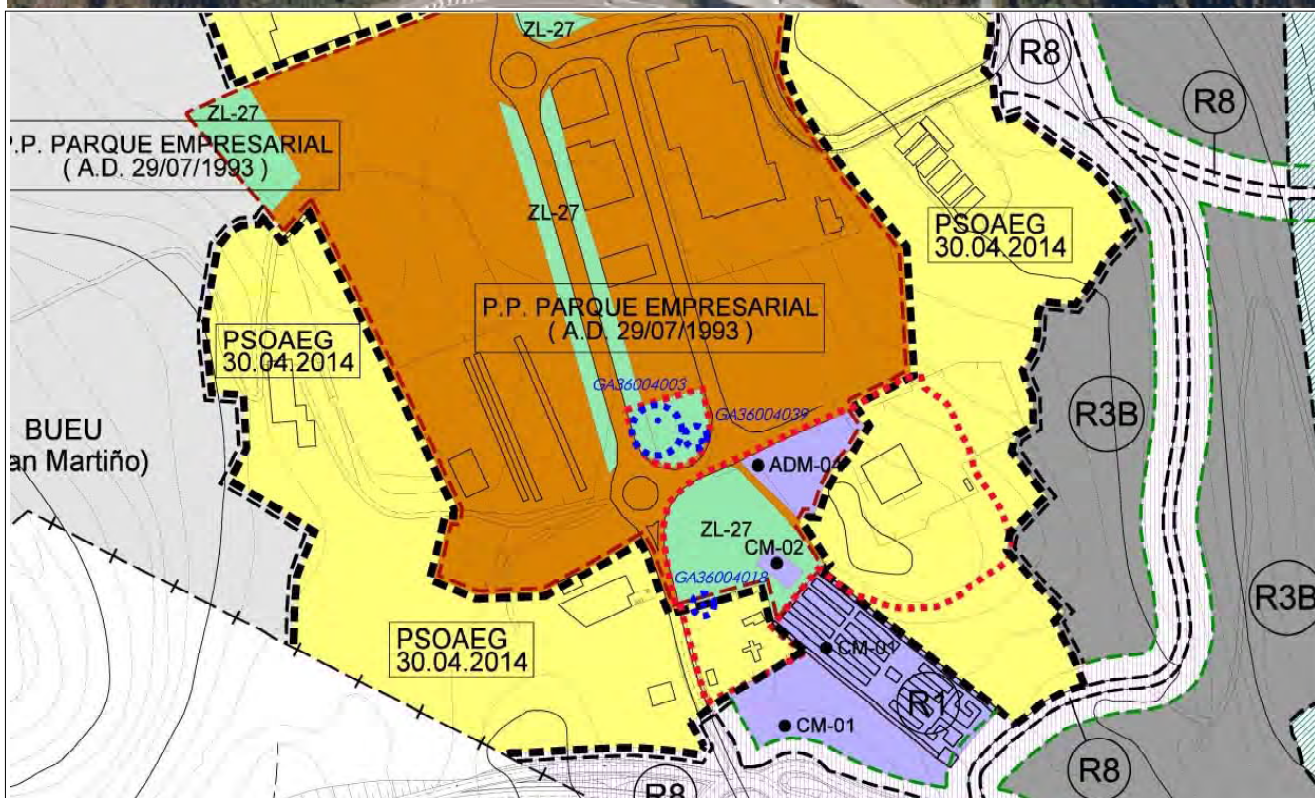 ZL-27
R8
R8
ZL-27
P.P. PARQUE EMPRESARIAL
( A.D. 29/07/1993 )
ZL-27
PSOAEG
30.04.2014
P.P. PARQUE EMPRESARIAL
( A.D. 29/07/1993 )
PSOAEG
30.04.2014
GA36004003
GA36004039
R3B
BUEU
an Martiño)
ADM-04
ZL-27
CM-02
GA36004018
R3B
PSOAEG
30.04.2014
CM-01
R1
CM-01
R8
R8